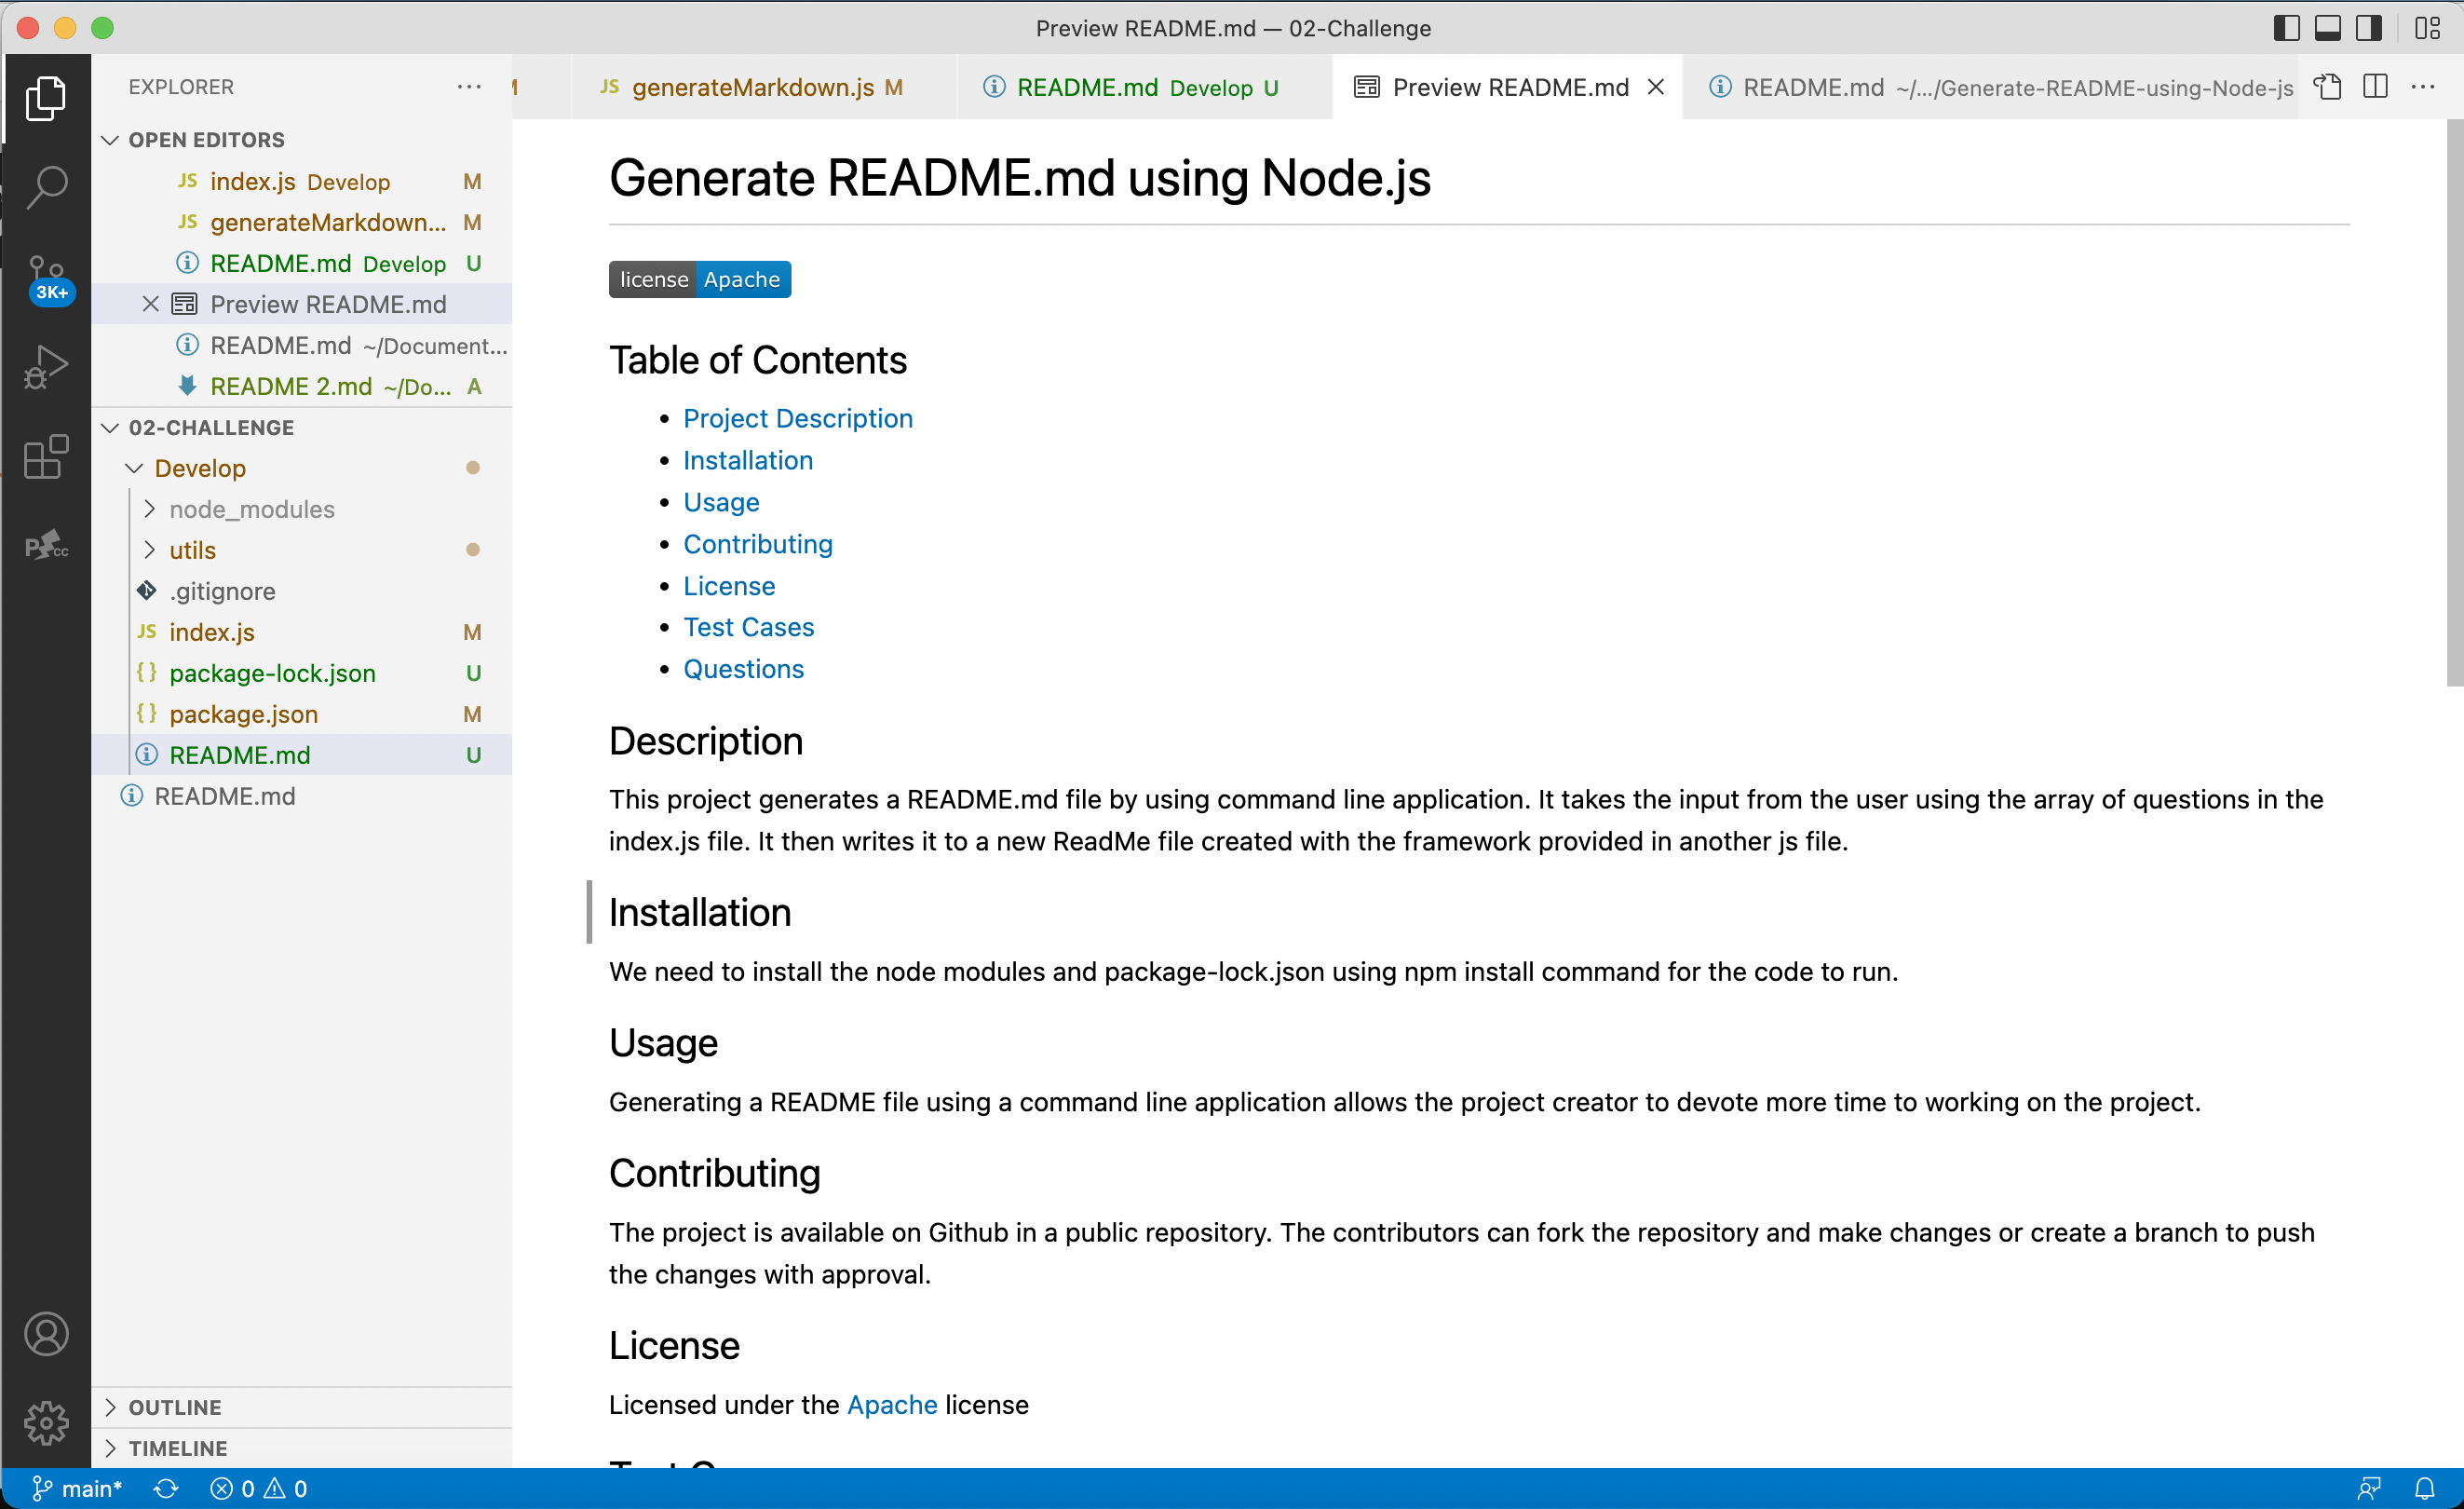 Preview README.md — 02-Challenge
EXPLORER
JS generateMarkdown.js M
README.md Develop U
Preview README.md
README.md ~/.../Generate-README-using-Node-js
OPEN EDITORS
JS index.js Develop M
JS generateMarkdown... M
README.md Develop U
Preview README.md
README.md ~/Document...
README 2.md ~/Do... A
3K+
02-CHALLENGE
Develop
node_modules
utils
.gitignore
JS index.js M
{} package-lock.json U
{} package.json M
README.md U
README.md
OUTLINE
TIMELINE
Generate README.md using Node.js
license Apache
Table of Contents
• Project Description
• Installation
• Usage
• Contributing
• License
• Test Cases
• Questions
Description
This project generates a README.md file by using command line application. It takes the input from the user using the array of questions in the
index.js file. It then writes it to a new ReadMe file created with the framework provided in another js file.
Installation
We need to install the node modules and package-lock.json using npm install command for the code to run.
Usage
Generating a README file using a command line application allows the project creator to devote more time to working on the project.
Contributing
The project is available on Github in a public repository. The contributors can fork the repository and make changes or create a branch to push
the changes with approval.
License
Licensed under the Apache license
main* 0 0